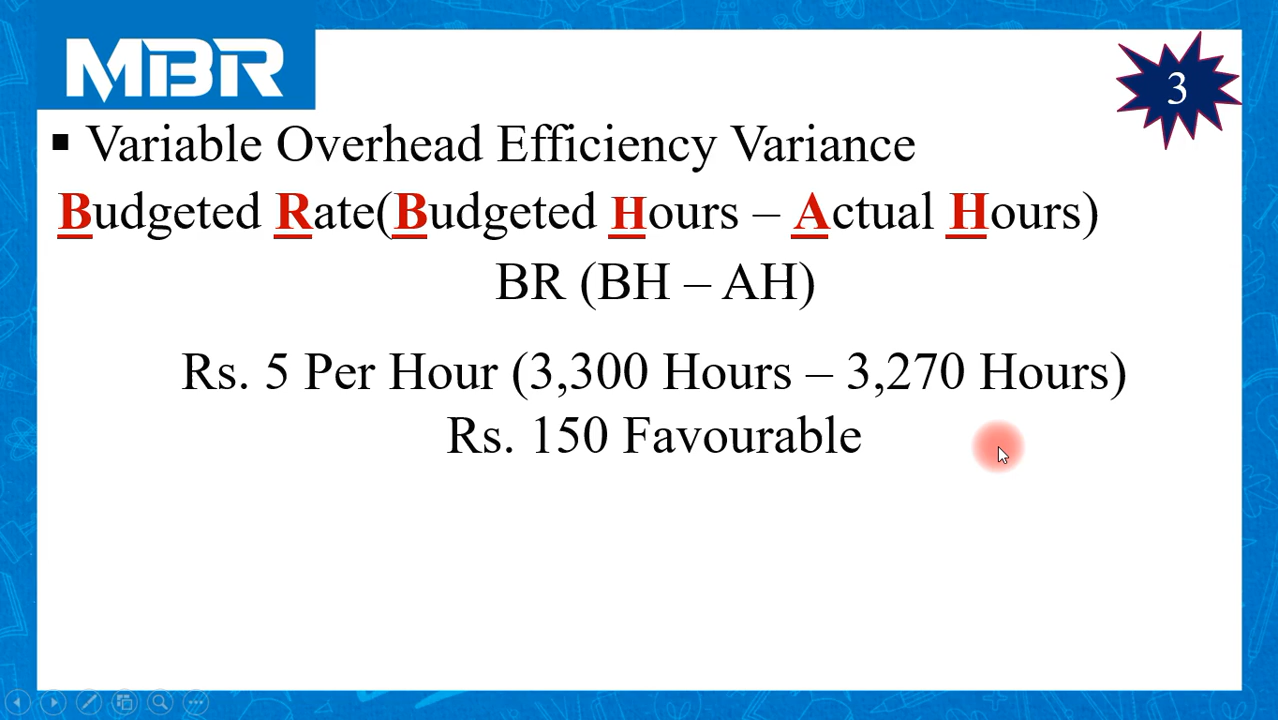 MBR
3
▪ Variable Overhead Efficiency Variance
Budgeted Rate(Budgeted Hours – Actual Hours)
BR (BH – AH)
Rs. 5 Per Hour (3,300 Hours – 3,270 Hours)
Rs. 150 Favourable